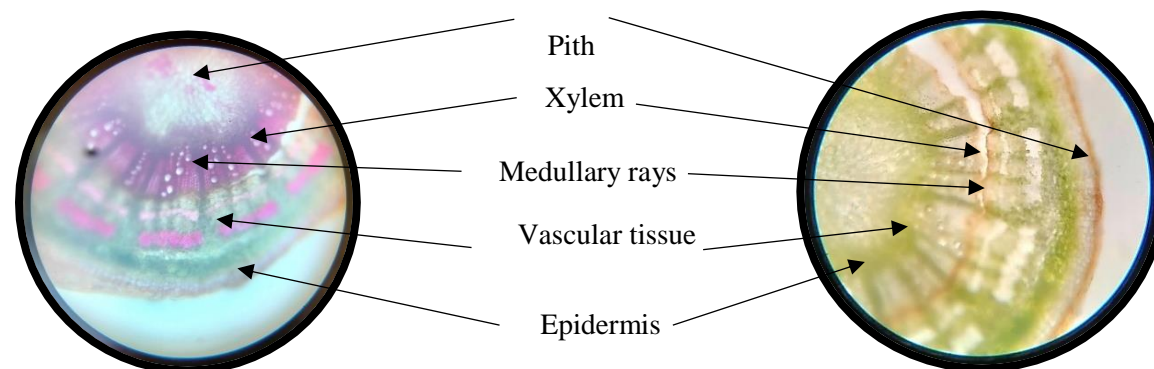 Pith
Xylem
Medullary rays
Vascular tissue
Epidermis